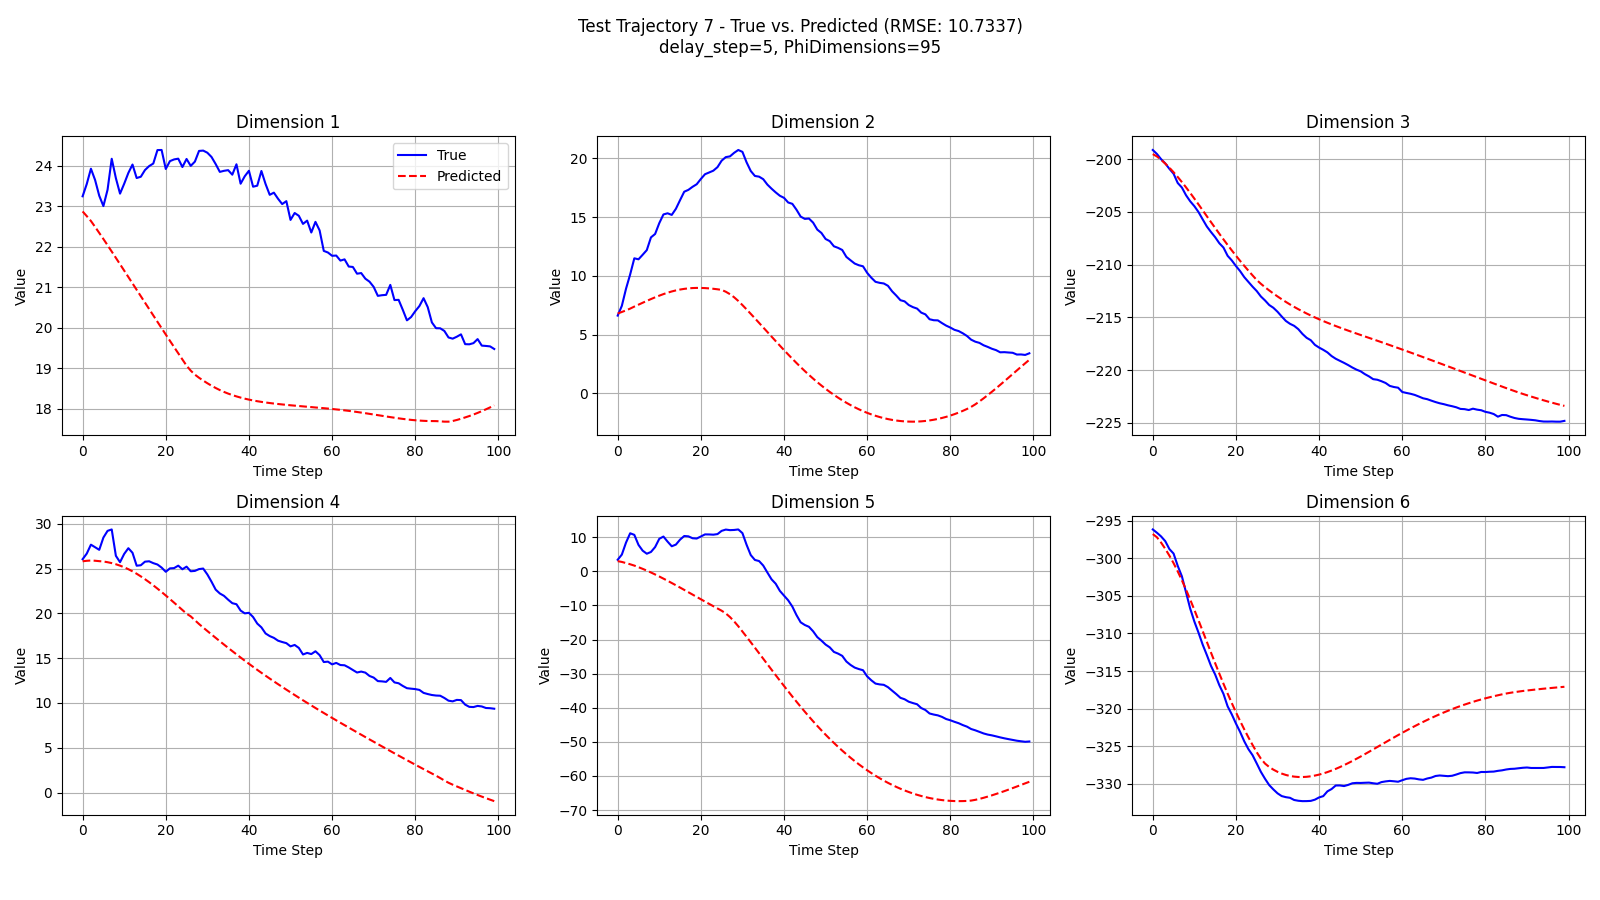 Test Trajectory 7 - True vs. Predicted (RMSE: 10.7337)
delay_step=5, PhiDimensions=95
Dimension 1
Value
24
23
22
21
20
19
18
True
Predicted
0 20 40 60 80 100
Time Step
Dimension 2
Value
20
15
10
5
0
0 20 40 60 80 100
Time Step
Dimension 3
Value
−200
−205
−210
−215
−220
−225
0 20 40 60 80 100
Time Step
Dimension 4
Value
30
25
20
15
10
5
0
0 20 40 60 80 100
Time Step
Dimension 5
Value
10
0
−10
−20
−30
−40
−50
−60
−70
0 20 40 60 80 100
Time Step
Dimension 6
Value
−295
−300
−305
−310
−315
−320
−325
−330
0 20 40 60 80 100
Time Step